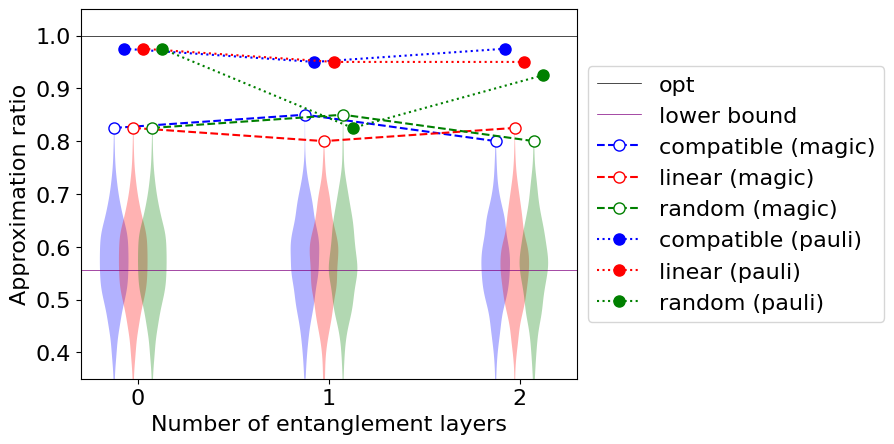 Approximation ratio
1.0
0.9
0.8
0.7
0.6
0.5
0.4
0
1
2
Number of entanglement layers
opt
lower bound
compatible (magic)
linear (magic)
random (magic)
compatible (pauli)
linear (pauli)
random (pauli)